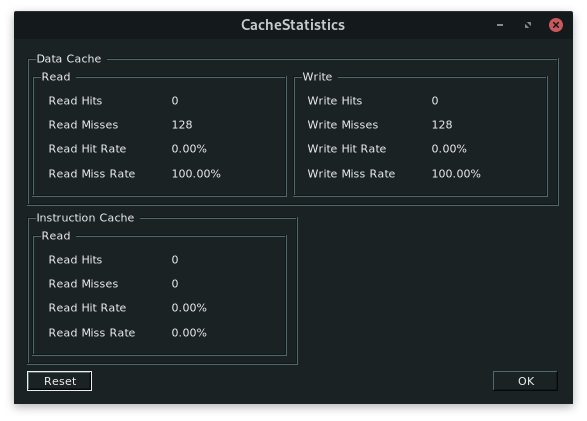 CacheStatistics
Data Cache
Read
Read Hits 0
Read Misses 128
Read Hit Rate 0.00%
Read Miss Rate 100.00%
Write
Write Hits 0
Write Misses 128
Write Hit Rate 0.00%
Write Miss Rate 100.00%
Instruction Cache
Read
Read Hits 0
Read Misses 0
Read Hit Rate 0.00%
Read Miss Rate 0.00%
Reset
OK